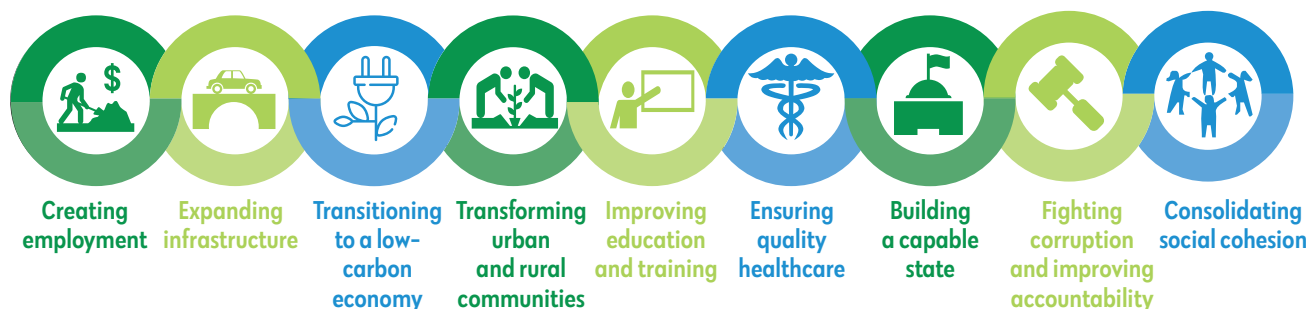 $
Creating
employment
Expanding
infrastructure
Transitioning
to a low-
carbon
economy
Transforming
urban
and rural
communities
Improving
education
and training
Ensuring
quality
healthcare
Building
a capable
state
Fighting
corruption
and improving
accountability
Consolidating
social cohesion